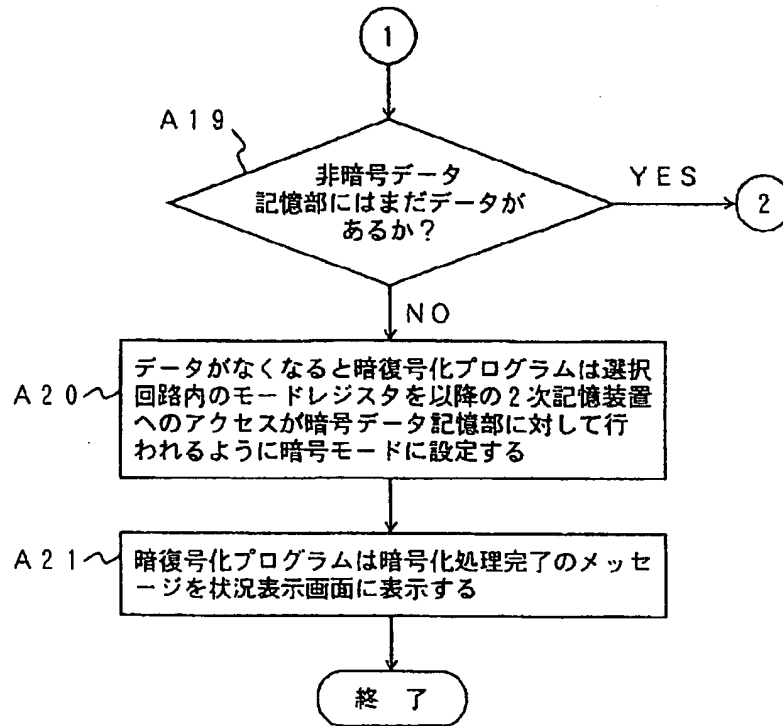 1
A19
非暗号データ
記憶部にはまだデータが
あるか?
YES
2
NO
A20
データがなくなると暗復号化プログラムは選択
回路内のモードレジスタを以降の2次記憶装置
へのアクセスが暗号データ記憶部に対して行
われるように暗号モードに設定する
A21
暗復号化プログラムは暗号化処理完了のメッセ
ージを状況表示画面に表示する
終 了